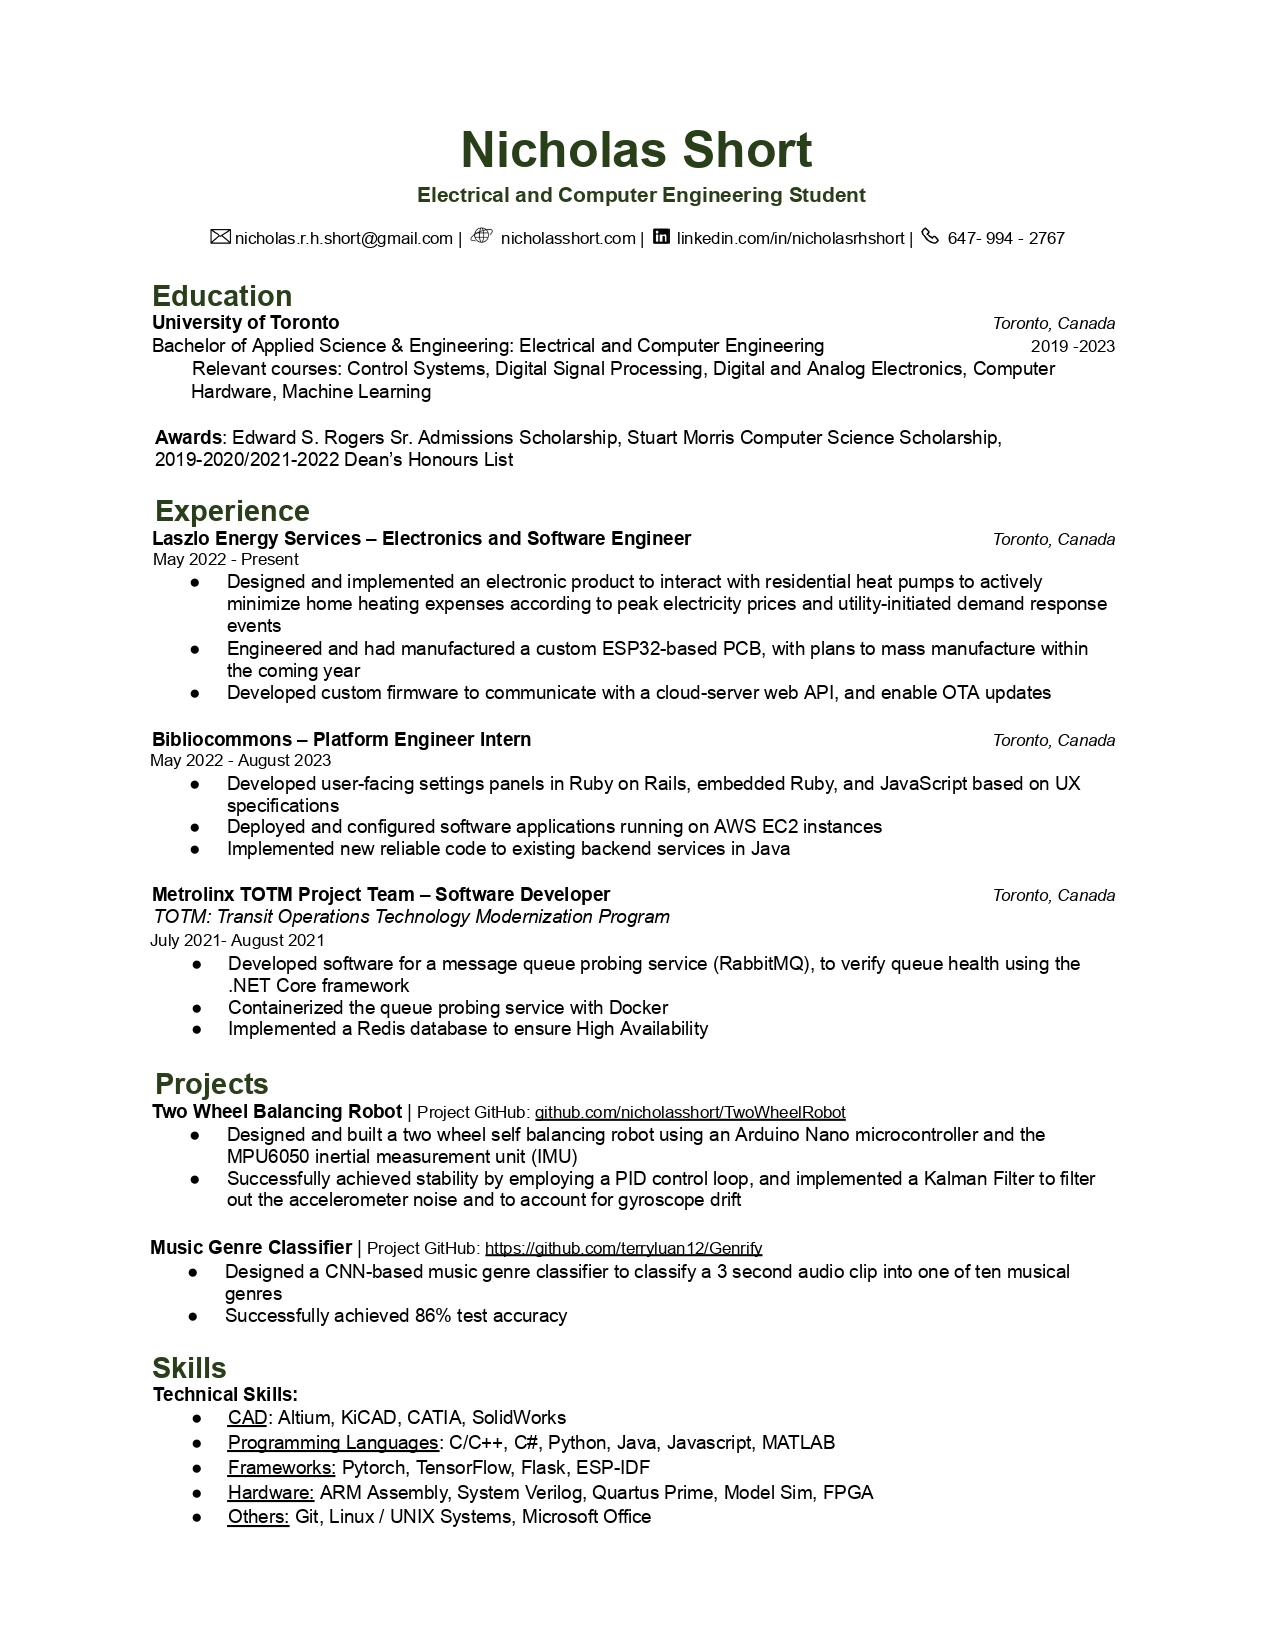 Nicholas Short
Electrical and Computer Engineering Student
nicholas.r.h.short@gmail.com | nicholasshort.com | linkedin.com/in/nicholasrhshort | 647- 994 - 2767
Education
University of Toronto Toronto, Canada
Bachelor of Applied Science & Engineering: Electrical and Computer Engineering 2019 -2023
Relevant courses: Control Systems, Digital Signal Processing, Digital and Analog Electronics, Computer
Hardware, Machine Learning
Awards: Edward S. Rogers Sr. Admissions Scholarship, Stuart Morris Computer Science Scholarship,
2019-2020/2021-2022 Dean’s Honours List
Experience
Laszlo Energy Services – Electronics and Software Engineer Toronto, Canada
May 2022 - Present
● Designed and implemented an electronic product to interact with residential heat pumps to actively
minimize home heating expenses according to peak electricity prices and utility-initiated demand response
events
● Engineered and had manufactured a custom ESP32-based PCB, with plans to mass manufacture within
the coming year
● Developed custom firmware to communicate with a cloud-server web API, and enable OTA updates
Bibliocommons – Platform Engineer Intern Toronto, Canada
May 2022 - August 2023
● Developed user-facing settings panels in Ruby on Rails, embedded Ruby, and JavaScript based on UX
specifications
● Deployed and configured software applications running on AWS EC2 instances
● Implemented new reliable code to existing backend services in Java
Metrolinx TOTM Project Team – Software Developer Toronto, Canada
TOTM: Transit Operations Technology Modernization Program
July 2021- August 2021
● Developed software for a message queue probing service (RabbitMQ), to verify queue health using the
.NET Core framework
● Containerized the queue probing service with Docker
● Implemented a Redis database to ensure High Availability
Projects
Two Wheel Balancing Robot | Project GitHub: github.com/nicholasshort/TwoWheelRobot
● Designed and built a two wheel self balancing robot using an Arduino Nano microcontroller and the
MPU6050 inertial measurement unit (IMU)
● Successfully achieved stability by employing a PID control loop, and implemented a Kalman Filter to filter
out the accelerometer noise and to account for gyroscope drift
Music Genre Classifier | Project GitHub: https://github.com/terryluan12/Genrify
● Designed a CNN-based music genre classifier to classify a 3 second audio clip into one of ten musical
genres
● Successfully achieved 86% test accuracy
Skills
Technical Skills:
● CAD: Altium, KiCAD, CATIA, SolidWorks
● Programming Languages: C/C++, C#, Python, Java, Javascript, MATLAB
● Frameworks: Pytorch, TensorFlow, Flask, ESP-IDF
● Hardware: ARM Assembly, System Verilog, Quartus Prime, Model Sim, FPGA
● Others: Git, Linux / UNIX Systems, Microsoft Office